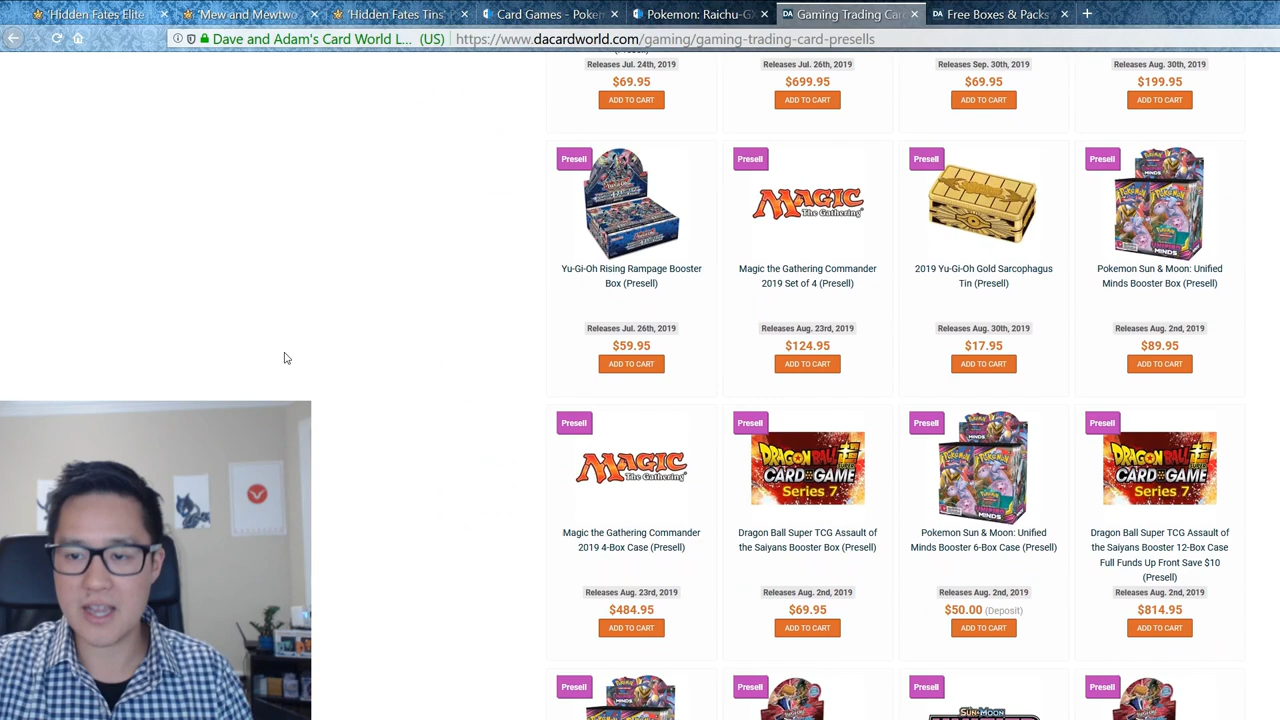 'Hidden Fates Elite
'Mew and Mewtwo
'Hidden Fates Tins'
Card Games - Poker
Pokemon: Raichu-G
DA Gaming Trading Car
DA Free Boxes & Packs
Dave and Adam's Card World L... (US)
https://www.dacardworld.com/gaming/gaming-trading-card-presells
Releases Jul. 24th, 2019
$69.95
ADD TO CART
Releases Jul. 26th, 2019
$699.95
ADD TO CART
Releases Sep. 30th, 2019
$69.95
ADD TO CART
Releases Aug. 30th, 2019
$199.95
ADD TO CART
Presell
Yu-Gi-Oh Rising Rampage Booster
Box (Presell)
Releases Jul. 26th, 2019
$59.95
ADD TO CART
Presell
MAGIC
The Gathering
Magic the Gathering Commander
2019 Set of 4 (Presell)
Releases Aug. 23rd, 2019
$124.95
ADD TO CART
Presell
2019 Yu-Gi-Oh Gold Sarcophagus
Tin (Presell)
Releases Aug. 30th, 2019
$17.95
ADD TO CART
Presell
Pokemon Sun & Moon: Unified
Minds Booster Box (Presell)
Releases Aug. 2nd, 2019
$89.95
ADD TO CART
Presell
MAGIC
The Gathering
Magic the Gathering Commander
2019 4-Box Case (Presell)
Releases Aug. 23rd, 2019
$484.95
ADD TO CART
Presell
DRAGON BALL SUPER
CARD GAME
Series 7
Dragon Ball Super TCG Assault of
the Saiyans Booster Box (Presell)
Releases Aug. 2nd, 2019
$69.95
ADD TO CART
Presell
MINDS
Pokemon Sun & Moon: Unified
Minds Booster 6-Box Case (Presell)
Releases Aug. 2nd, 2019
$50.00 (Deposit)
ADD TO CART
Presell
DRAGON BALL SUPER
CARD GAME
Series 7
Dragon Ball Super TCG Assault of
the Saiyans Booster 12-Box Case
Full Funds Up Front Save $10
(Presell)
Releases Aug. 2nd, 2019
$814.95
ADD TO CART
Presell
Presell
Presell
SUN & MOON
Presell